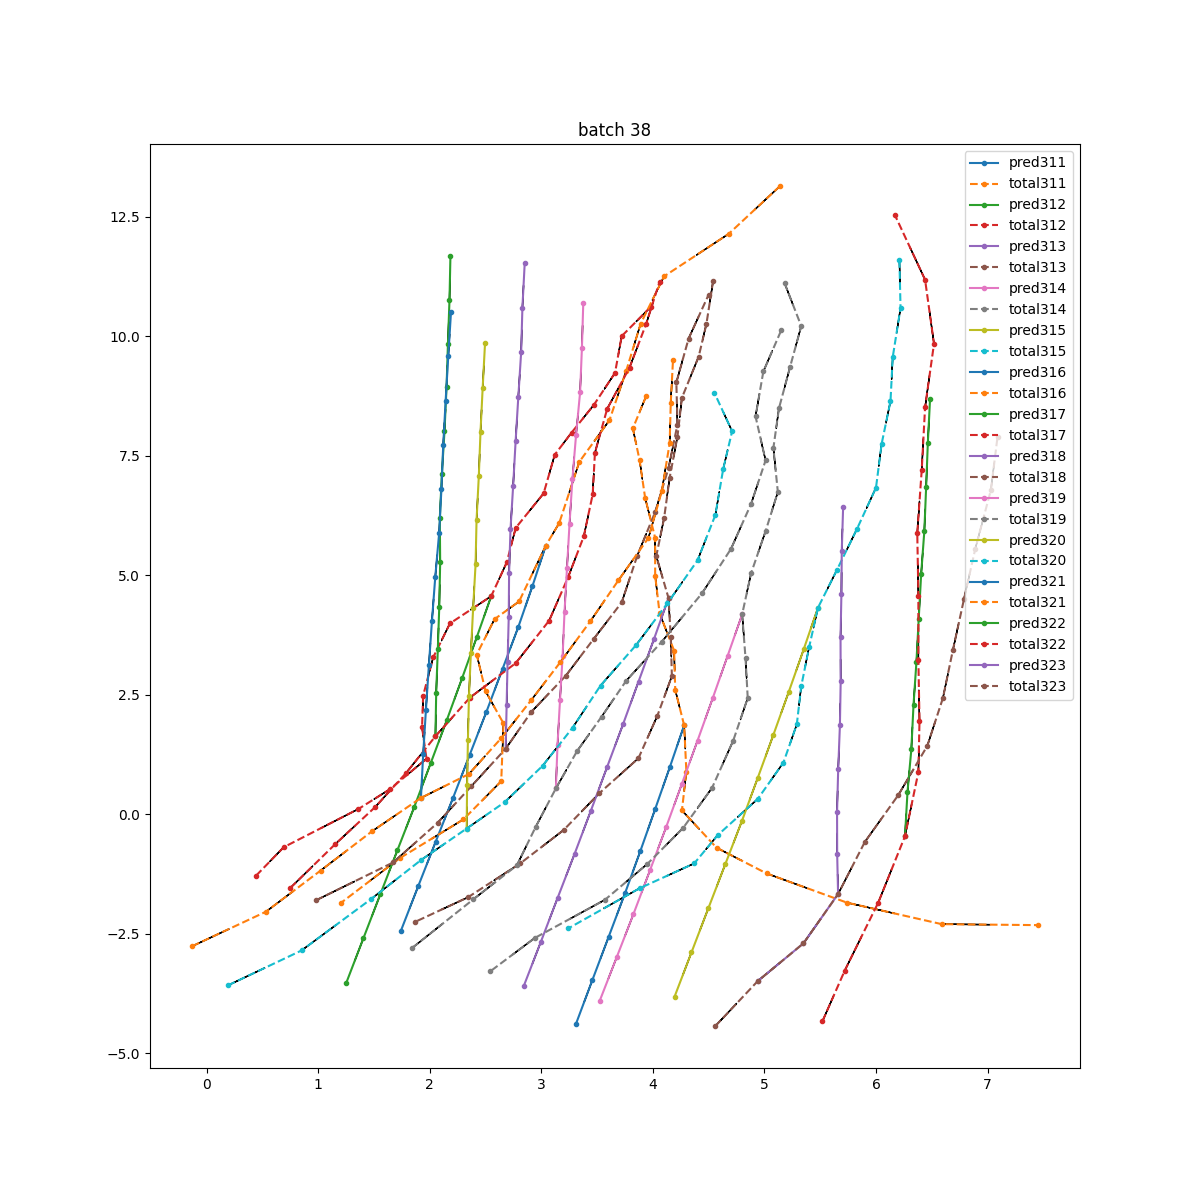 batch 38
12.5
10.0
7.5
5.0
2.5
0.0
−2.5
−5.0
0 1 2 3 4 5 6 7
pred311
total311
pred312
total312
pred313
total313
pred314
total314
pred315
total315
pred316
total316
pred317
total317
pred318
total318
pred319
total319
pred320
total320
pred321
total321
pred322
total322
pred323
total323